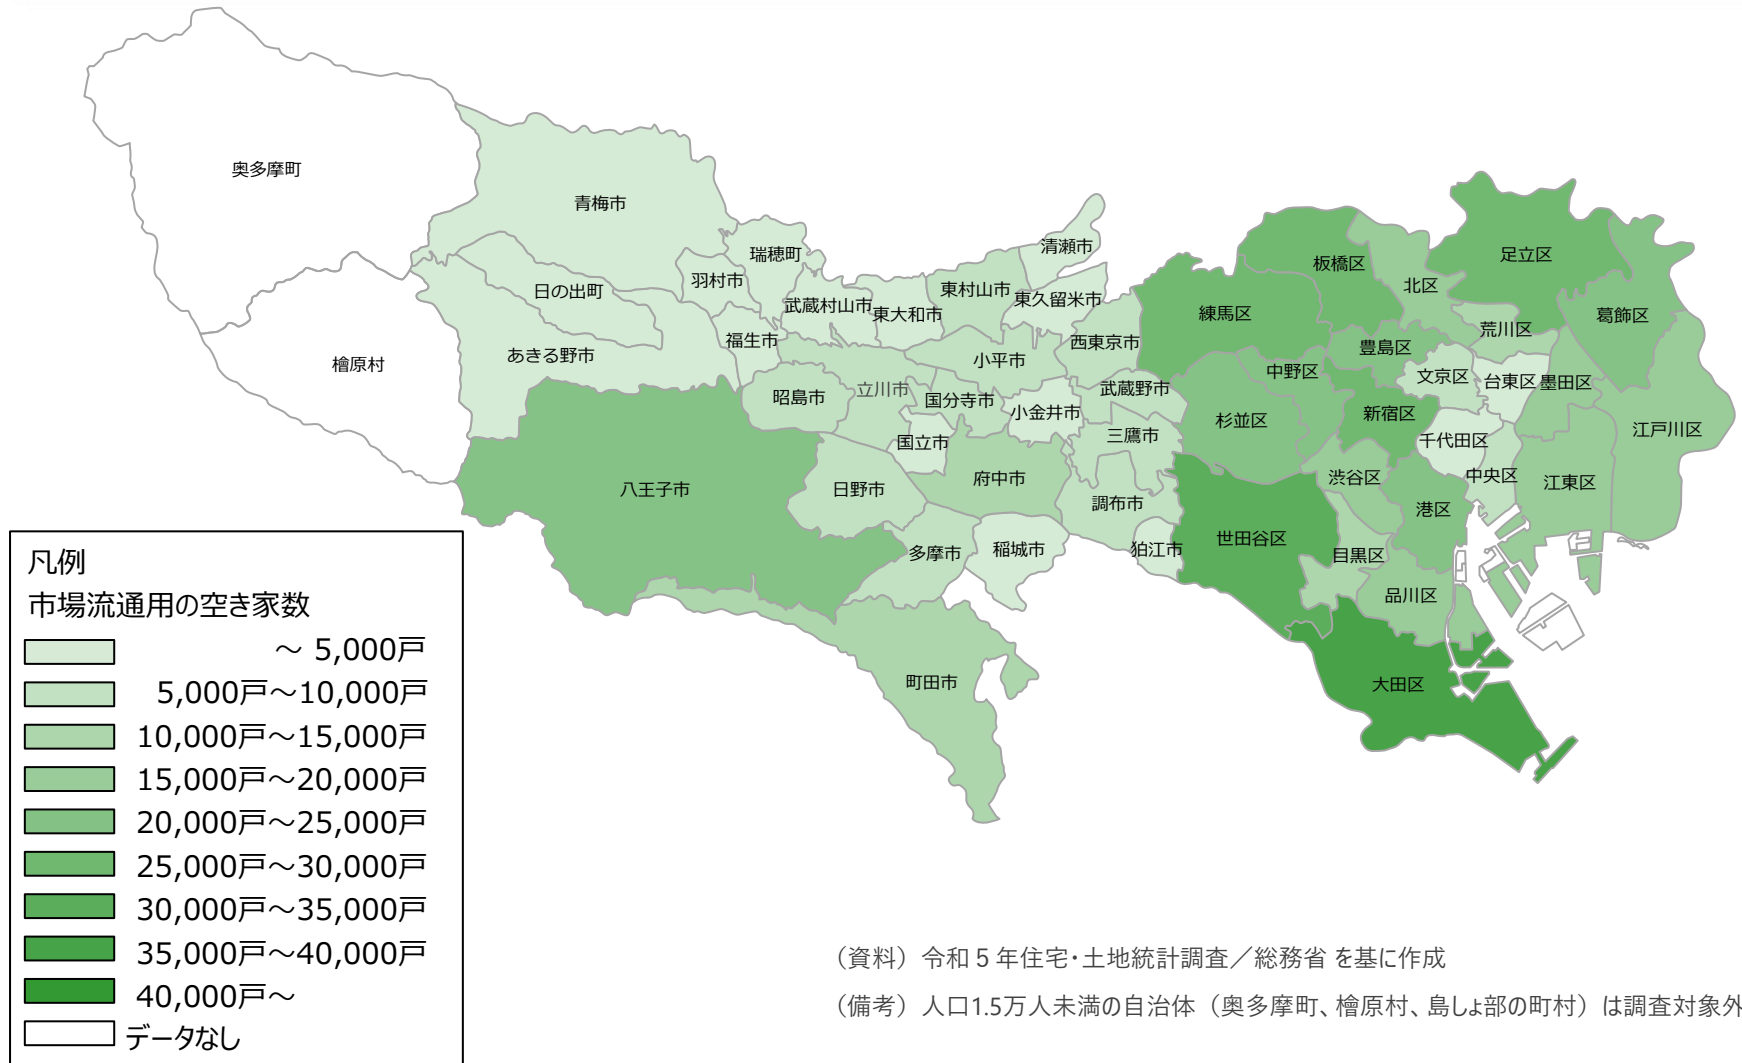 奥多摩町
青梅市
瑞穂町
清瀬市
羽村市
日の出町
武蔵村山市
東大和市
東村山市
東久留米市
板橋区
足立区
北区
練馬区
葛飾区
荒川区
福生市
あきる野市
檜原村
小平市
西東京市
豊島区
中野区
文京区
台東区
墨田区
昭島市
立川市
国分寺市
小金井市
武蔵野市
杉並区
新宿区
江戸川区
国立市
三鷹市
千代田区
八王子市
日野市
府中市
調布市
渋谷区
中央区
江東区
港区
世田谷区
多摩市
稲城市
狛江市
目黒区
品川区
町田市
大田区
凡例
市場流通用の空き家数
～ 5,000戸
5,000戸～10,000戸
10,000戸～15,000戸
15,000戸～20,000戸
20,000戸～25,000戸
25,000戸～30,000戸
30,000戸～35,000戸
35,000戸～40,000戸
40,000戸～
データなし
（資料）令和５年住宅・土地統計調査／総務省 を基に作成
（備考）人口1.5万人未満の自治体（奥多摩町、檜原村、島しょ部の町村）は調査対象外